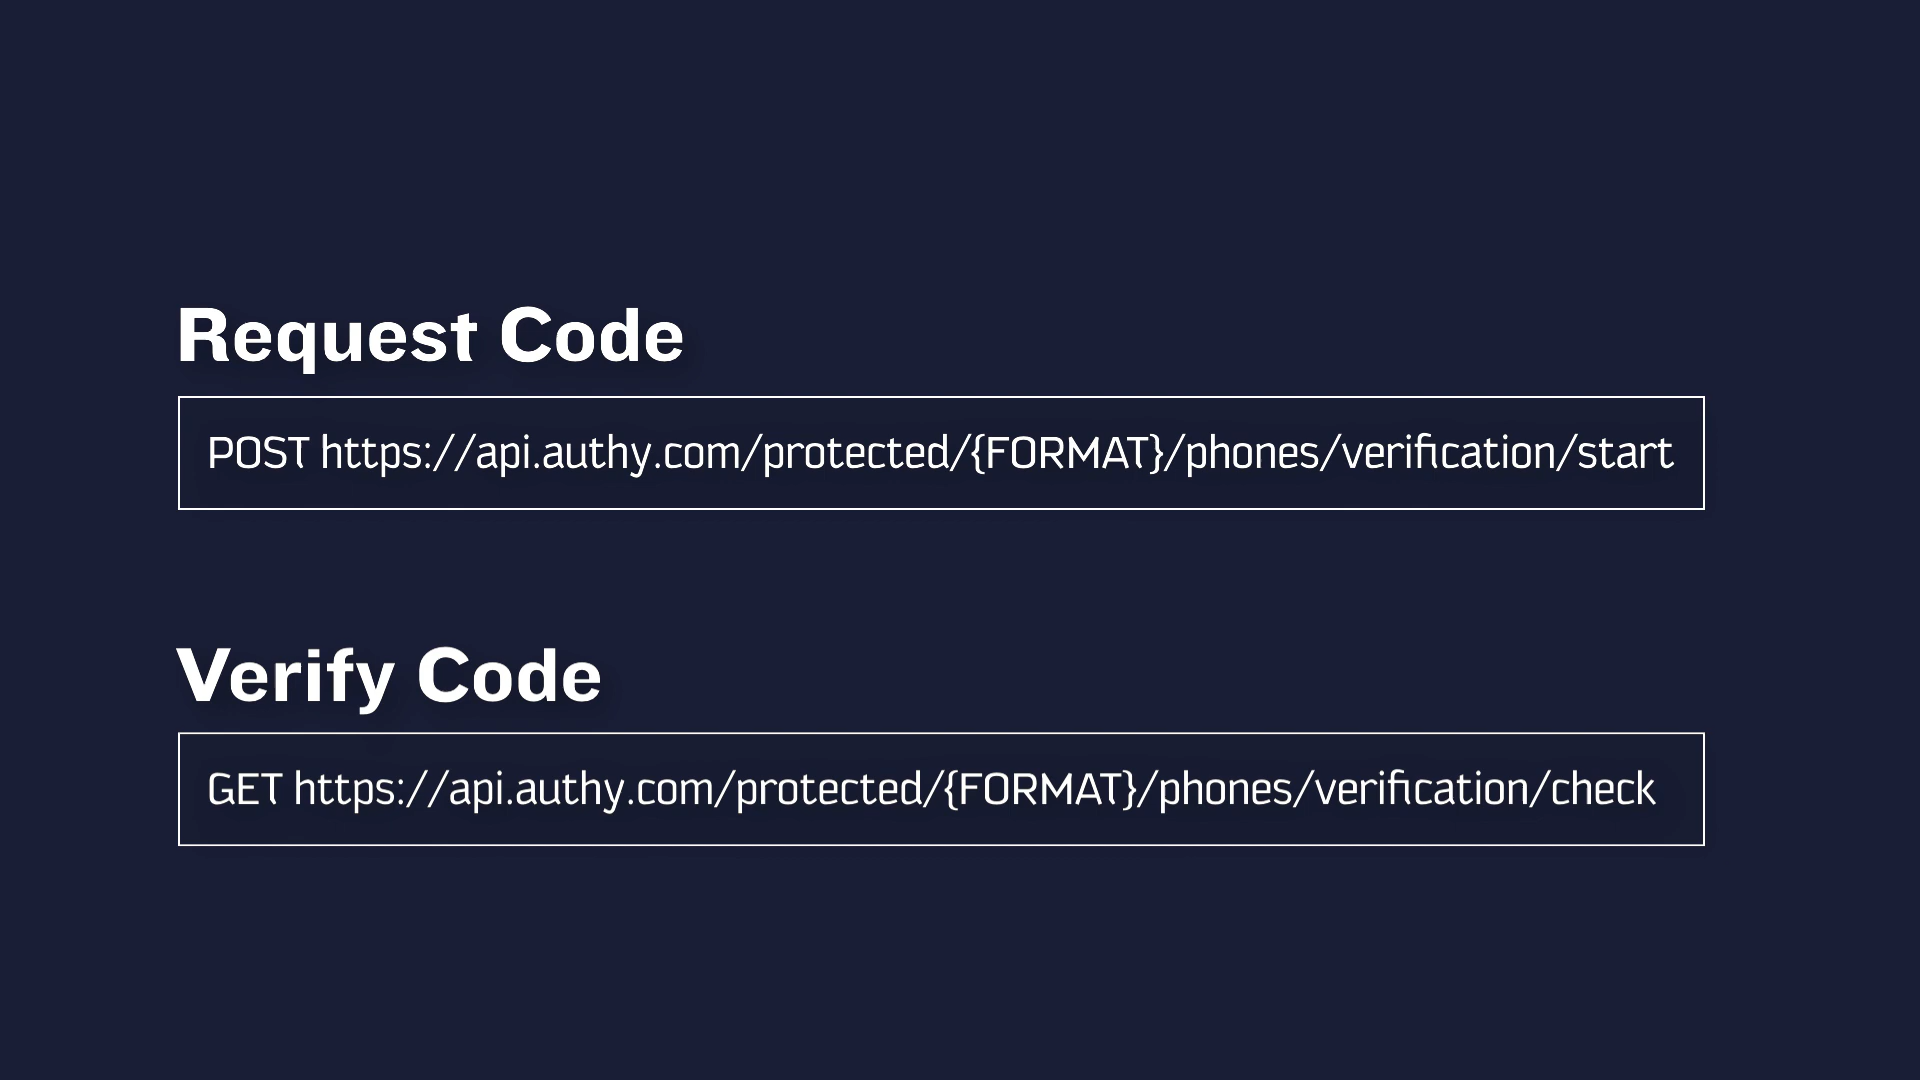 Request Code
POST https://api.authy.com/protected/{FORMAT}/phones/verification/start
Verify Code
GET https://api.authy.com/protected/{FORMAT}/phones/verification/check